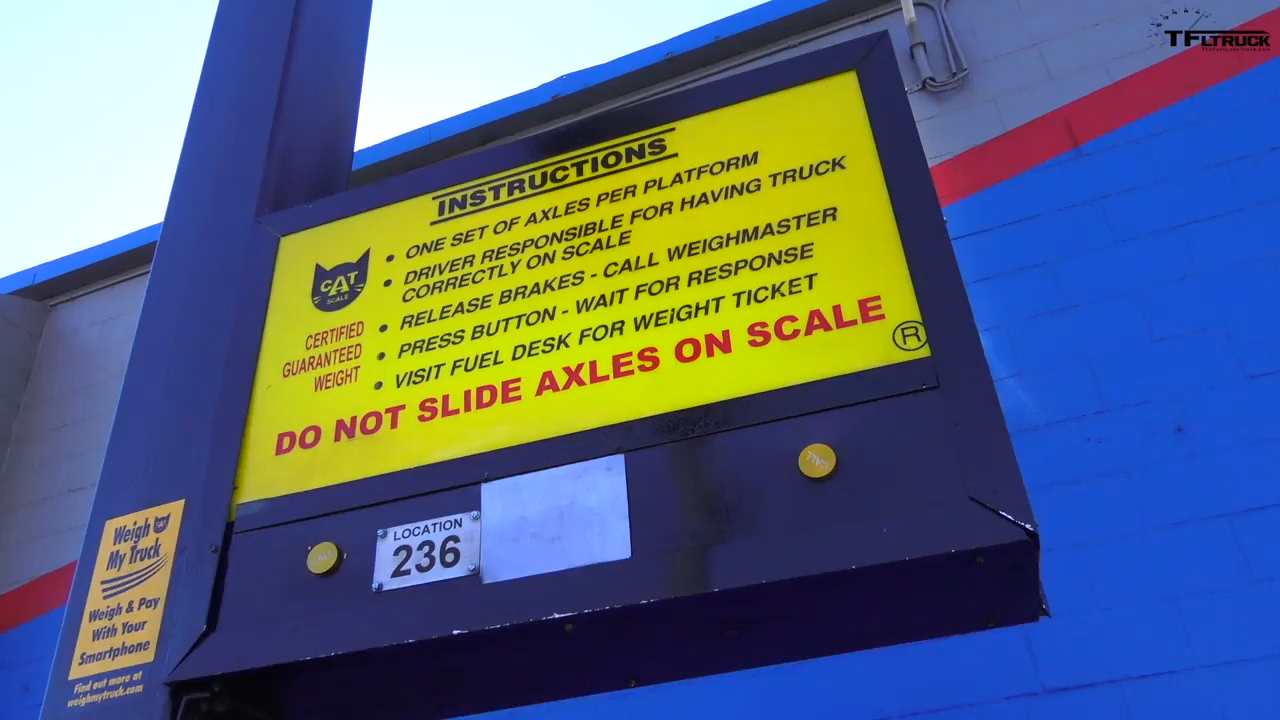 TFLTRUCK
INSTRUCTIONS
• ONE SET OF AXLES PER PLATFORM
• DRIVER RESPONSIBLE FOR HAVING TRUCK
CORRECTLY ON SCALE
• RELEASE BRAKES - CALL WEIGHMASTER
• PRESS BUTTON - WAIT FOR RESPONSE
• VISIT FUEL DESK FOR WEIGHT TICKET
CAT
SCALE
CERTIFIED
GUARANTEED
WEIGHT
DO NOT SLIDE AXLES ON SCALE
®
CALL
LOCATION
236
Weigh
My Truck
CAT
Weigh & Pay
With Your
Smartphone
Find out more at
weighmytruck.com